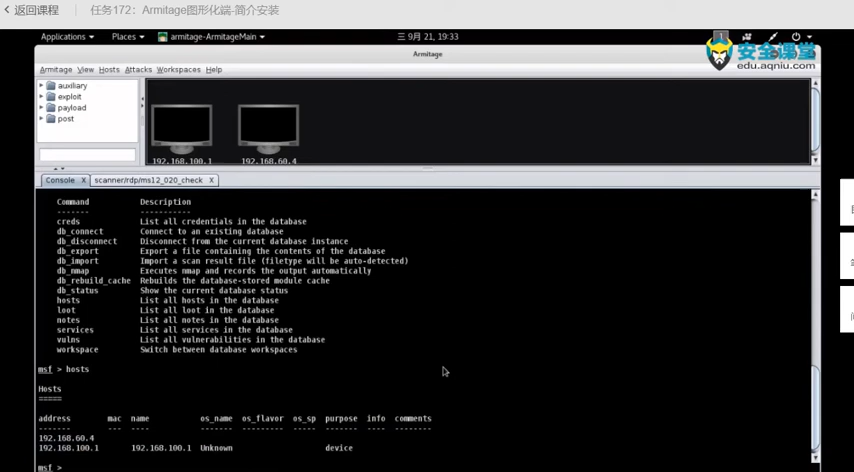 返回课程 任务172：Armitage图形化端-简介安装
Applications Places armitage-ArmitageMain 三 9月 21, 19:33
Armitage
安全课堂
edu.aqniu.com
Armitage View Hosts Attacks Workspaces Help
auxiliary
exploit
payload
post
192.168.100.1 192.168.60.4
Console X scanner/rdp/ms12_020_check X
Command Description
------- -----------
creds List all credentials in the database
db_connect Connect to an existing database
db_disconnect Disconnect from the current database instance
db_export Export a file containing the contents of the database
db_import Import a scan result file (filetype will be auto-detected)
db_nmap Executes nmap and records the output automatically
db_rebuild_cache Rebuilds the database-stored module cache
db_status Show the current database status
hosts List all hosts in the database
loot List all loot in the database
notes List all notes in the database
services List all services in the database
vulns List all vulnerabilities in the database
workspace Switch between database workspaces
msf > hosts
Hosts
=====
address mac name os_name os_flavor os_sp purpose info comments
------- --- ---- ------- --------- ----- ------- ---- --------
192.168.60.4
192.168.100.1 192.168.100.1 Unknown device
msf >